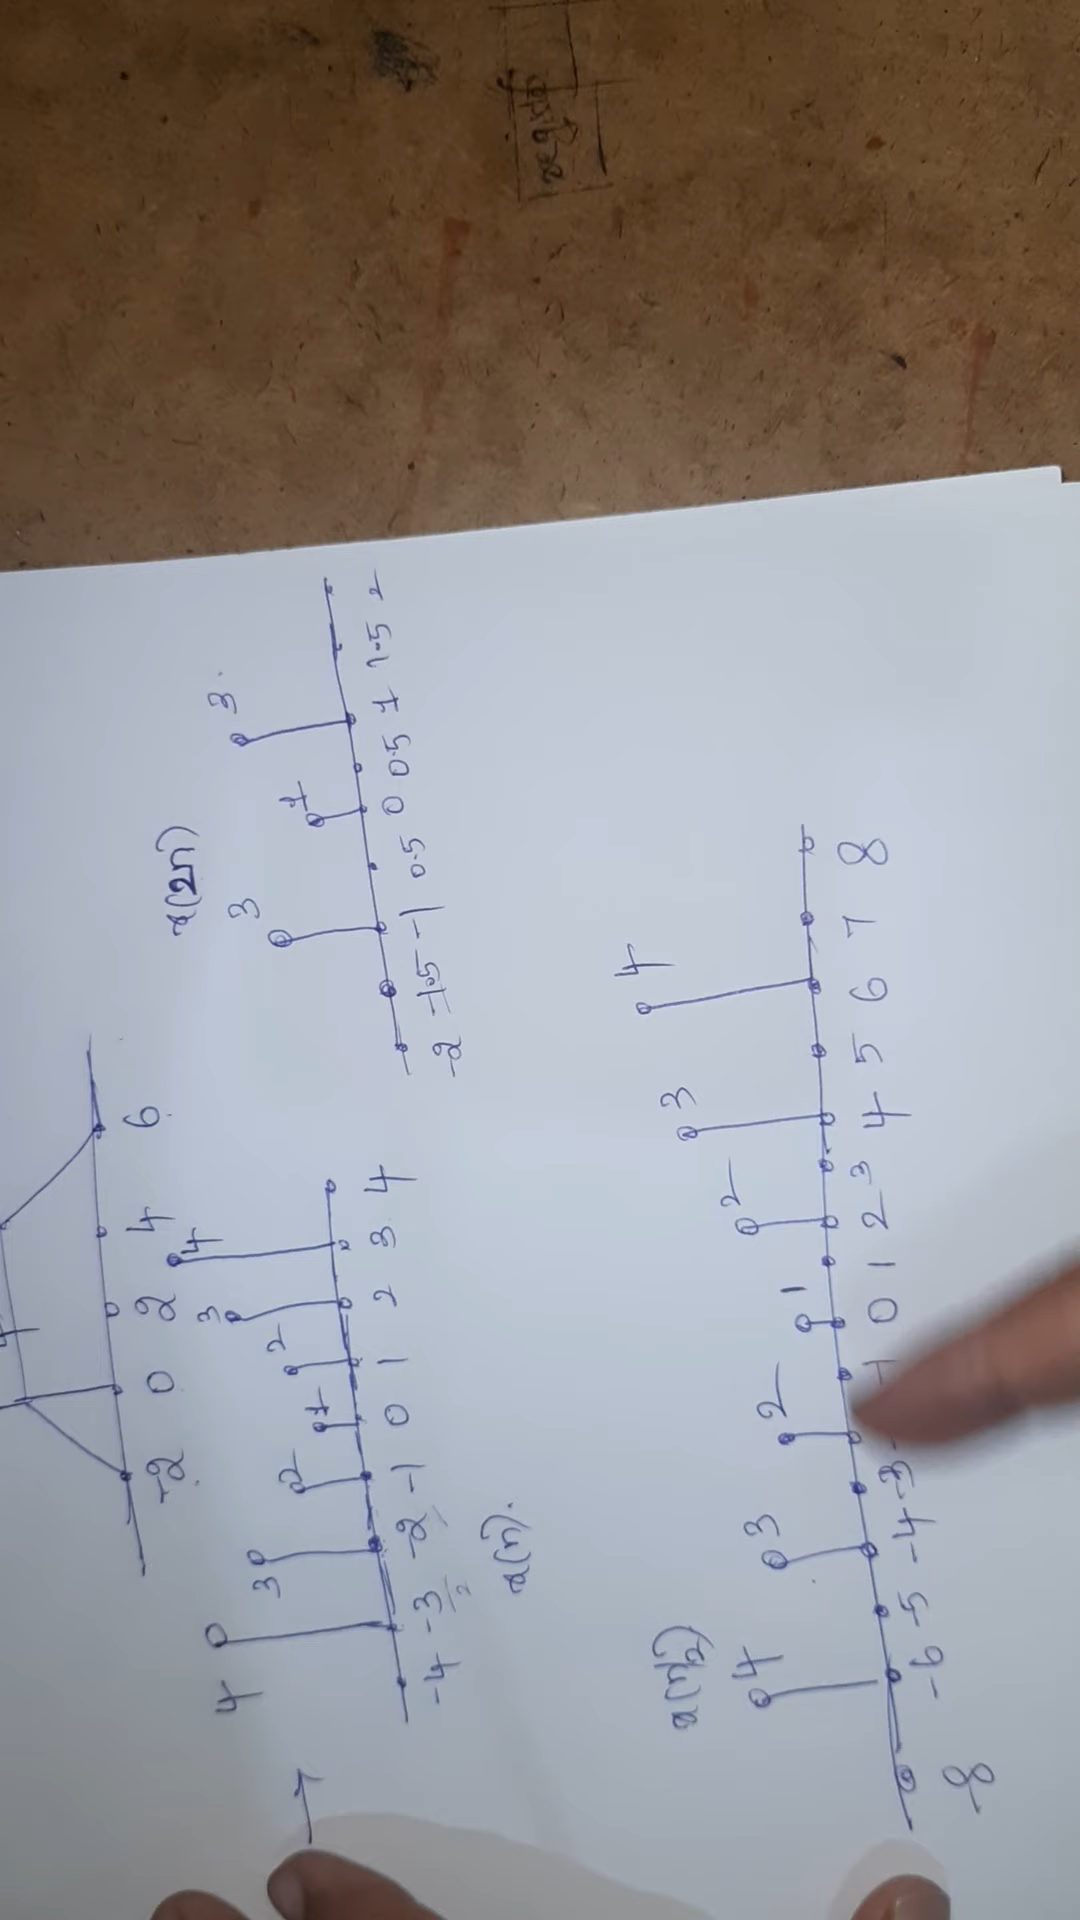 -2 0 2 4 6
4 3 2 1 2 3 4
-4 -3 -2 -1 0 1 2 3 4
x(n).
x(2n)
3 1 3
-2 -1.5 -1 0.5 0 0.5 1 1.5 2
x(n/2)
4 3 2 1 2 3 4
-8 -6 -5 -4 -3 0 1 2 3 4 5 6 7 8